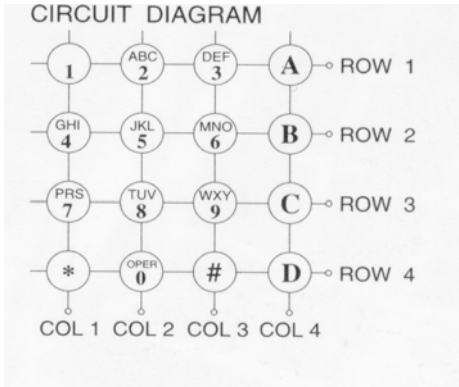 CIRCUIT DIAGRAM
1 ABC 2 DEF 3 A ROW 1
GHI 4 JKL 5 MNO 6 B ROW 2
PRS 7 TUV 8 WXY 9 C ROW 3
* OPER 0 # D ROW 4
COL 1 COL 2 COL 3 COL 4